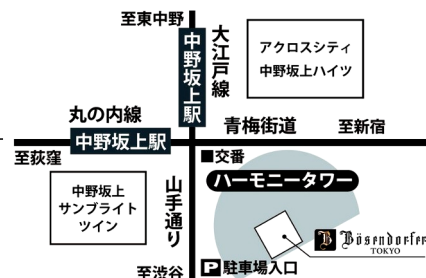 至東中野
中野坂上駅
大江戸線
アクロスシティ
中野坂上ハイツ
丸の内線
中野坂上駅
青梅街道
至新宿
至荻窪
■交番
ハーモニータワー
中野坂上
サンブライト
ツイン
山手通り
B Bösendorfer
TOKYO
至渋谷
P 駐車場入口